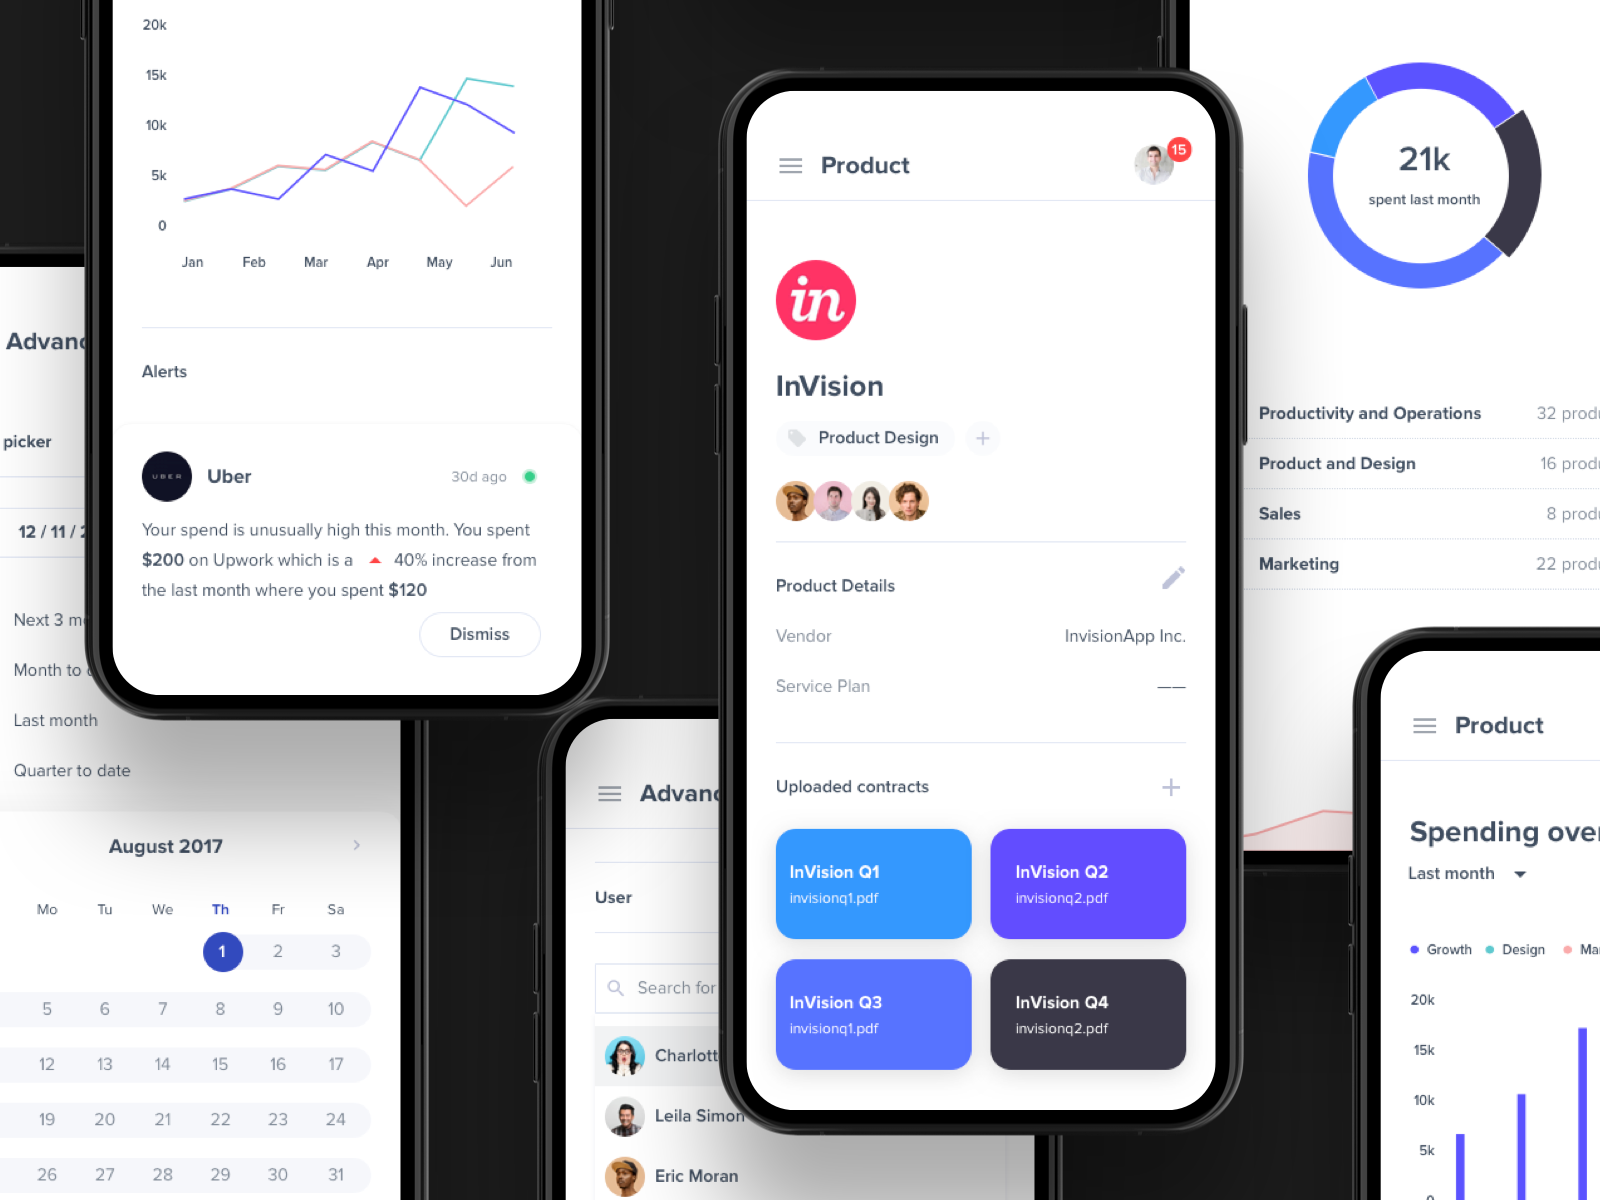 20k
15k
10k
5k
0
Jan Feb Mar Apr May Jun
Alerts
UBER
Uber
30d ago
Your spend is unusually high this month. You spent
$200 on Upwork which is a 40% increase from
the last month where you spent $120
Dismiss
picker
12 / 11 /
Next 3
Month to
Last month
Quarter to date
August 2017
Mo Tu We Th Fr Sa
1 2 3
5 6 7 8 9 10
12 13 14 15 16 17
19 20 21 22 23 24
26 27 28 29 30 31
User
Search for
Charlott
Leila Simon
Eric Moran
Product
15
in
InVision
Product Design
Product Details
Vendor InvisionApp Inc.
Service Plan ——
Uploaded contracts
InVision Q1
invisionq1.pdf
InVision Q2
invisionq2.pdf
InVision Q3
invisionq1.pdf
InVision Q4
invisionq2.pdf
21k
spent last month
Productivity and Operations 32 produ
Product and Design 16 produ
Sales 8 produ
Marketing 22 produ
Product
Spending over
Last month
Growth Design Mar
20k
15k
10k
5k